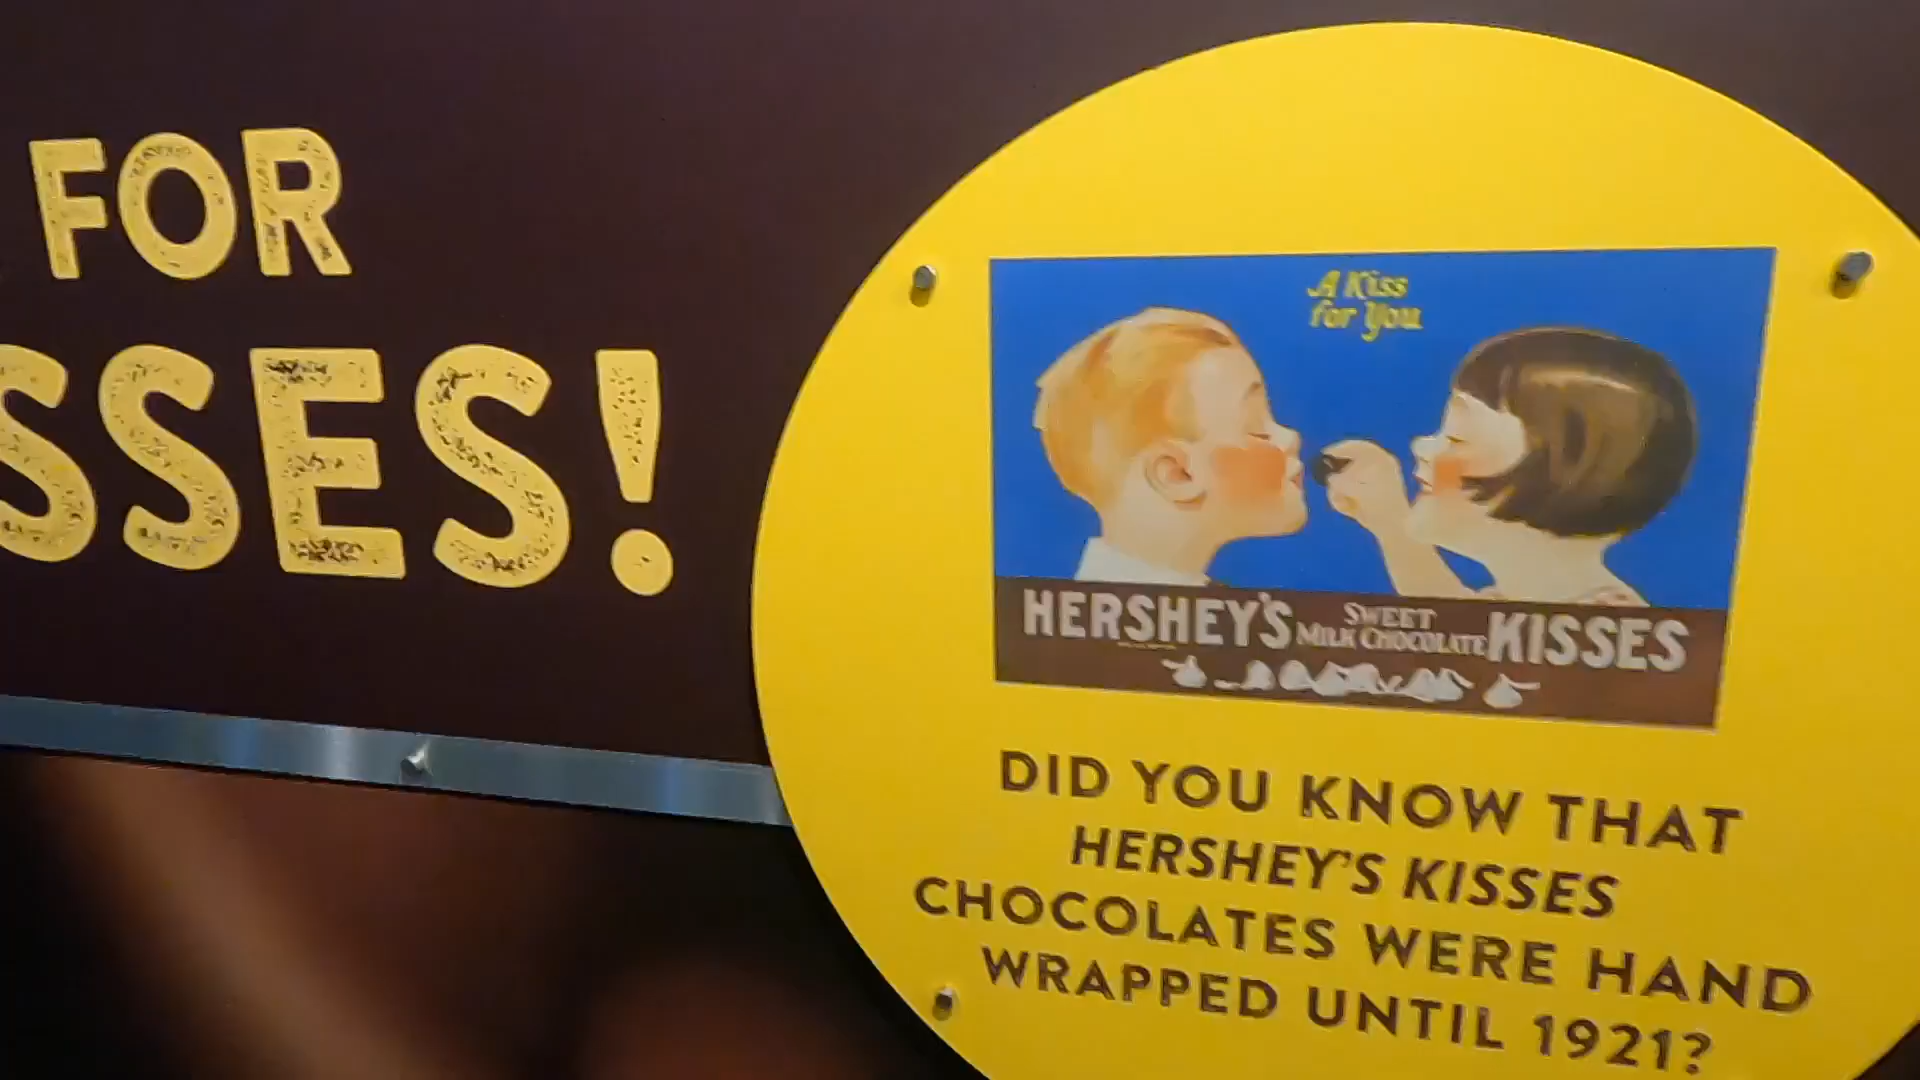 FOR
SSES!
A Kiss
for You
HERSHEY'S SWEET MILK CHOCOLATE KISSES
DID YOU KNOW THAT
HERSHEY'S KISSES
CHOCOLATES WERE HAND
WRAPPED UNTIL 1921?